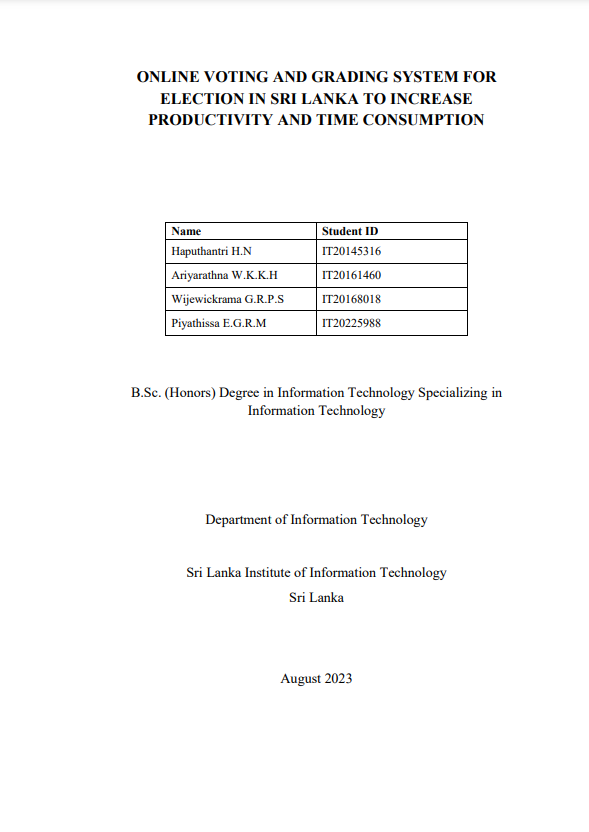 ONLINE VOTING AND GRADING SYSTEM FOR
ELECTION IN SRI LANKA TO INCREASE
PRODUCTIVITY AND TIME CONSUMPTION
Name Student ID
Haputhantri H.N IT20145316
Ariyarathna W.K.K.H IT20161460
Wijewickrama G.R.P.S IT20168018
Piyathissa E.G.R.M IT20225988
B.Sc. (Honors) Degree in Information Technology Specializing in
Information Technology
Department of Information Technology
Sri Lanka Institute of Information Technology
Sri Lanka
August 2023